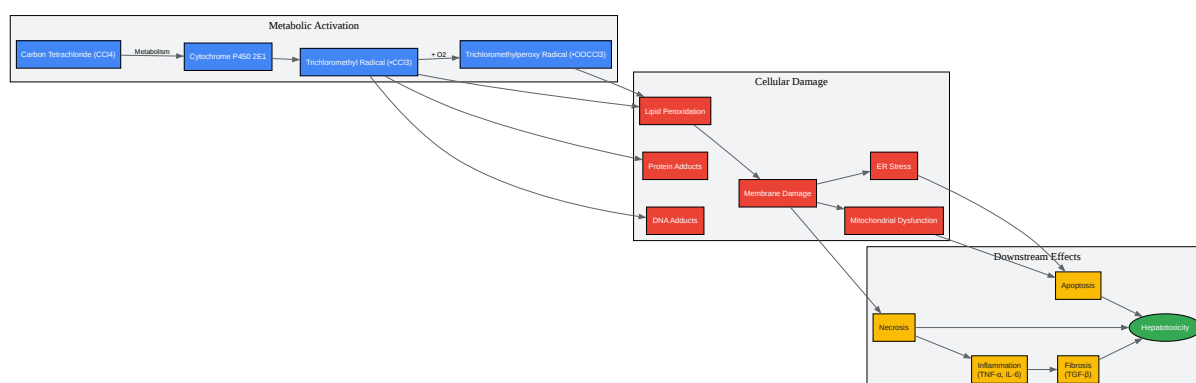 Metabolic Activation
Carbon Tetrachloride (CCl4)
Metabolism
Cytochrome P450 2E1
Trichloromethyl Radical (•CCl3)
+ O2
Trichloromethylperoxy Radical (•OOCCl3)
Cellular Damage
Lipid Peroxidation
Protein Adducts
DNA Adducts
Membrane Damage
ER Stress
Mitochondrial Dysfunction
Downstream Effects
Apoptosis
Necrosis
Hepatotoxicity
Inflammation
(TNF-α, IL-6)
Fibrosis
(TGF-β)